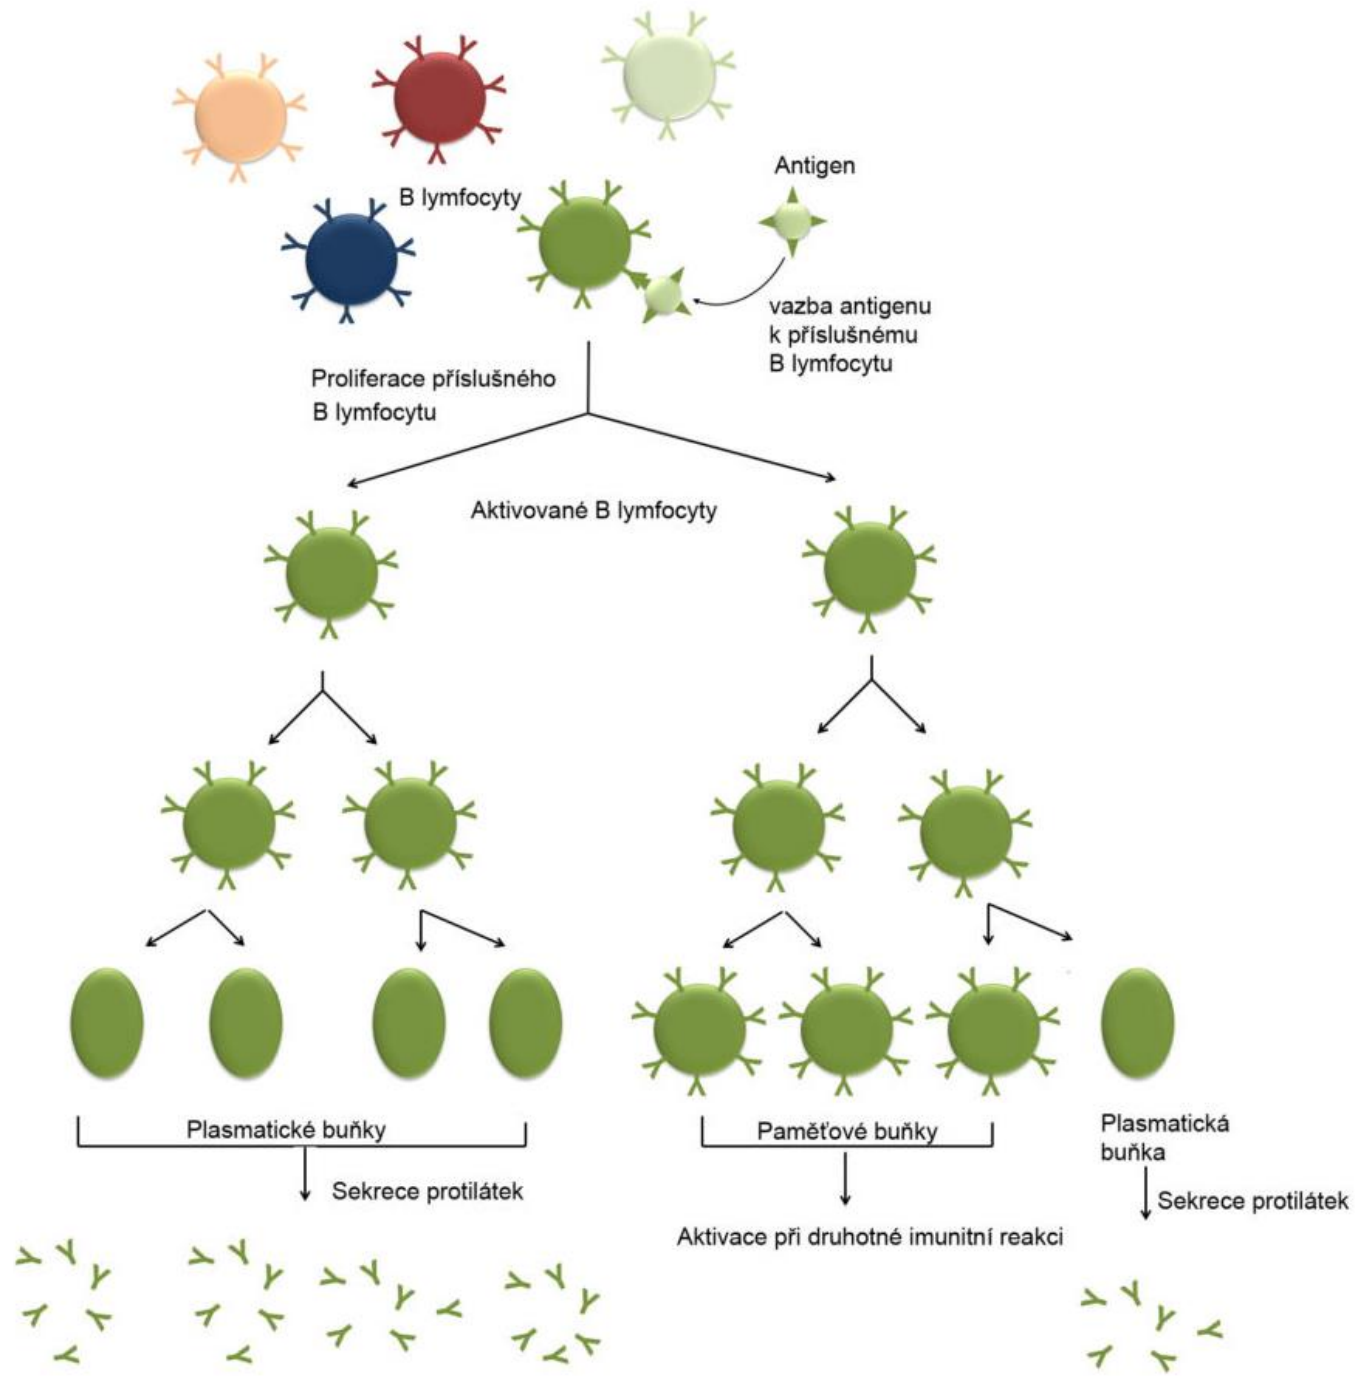 Antigen
B lymfocyty
vazba antigenu
k příslušnému
B lymfocytu
Proliferace příslušného
B lymfocytu
Aktivované B lymfocyty
Plasmatické buňky
Paměťové buňky
Plasmatická
buňka
Sekrece protilátek
Sekrece protilátek
Aktivace při druhotné imunitní reakci